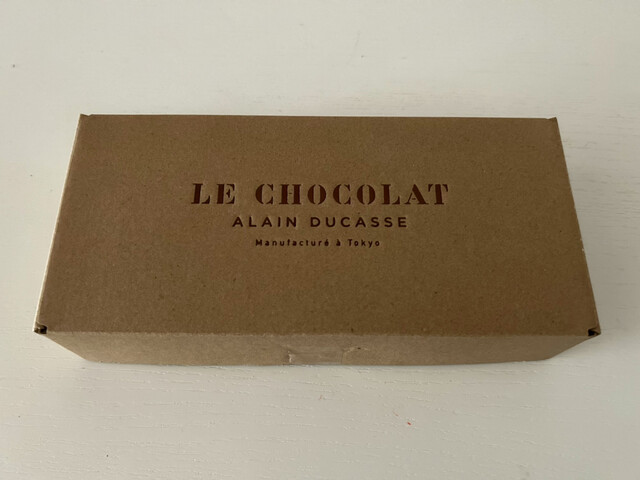 LE CHOCOLAT
ALAIN DUCASSE
Manufacturé à Tokyo